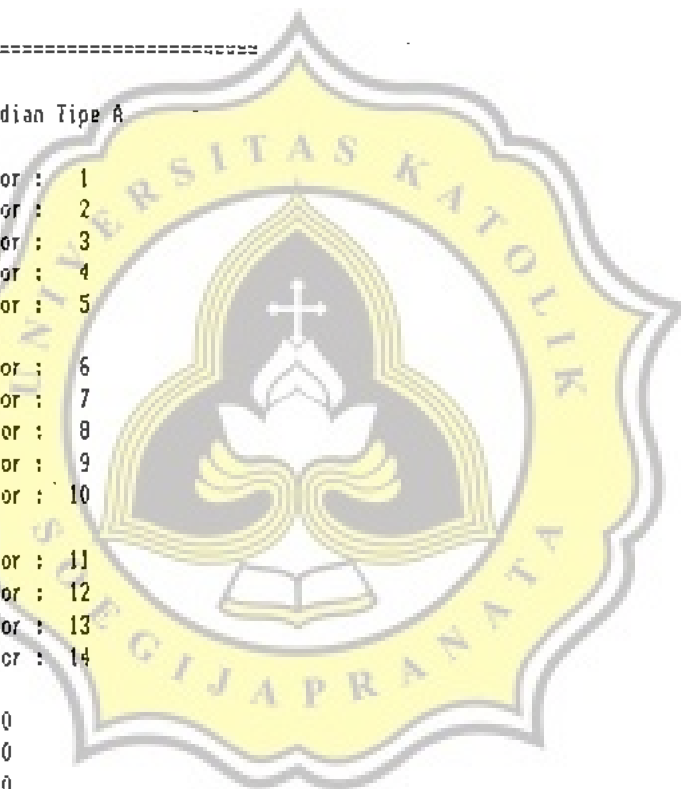 =======================
dian Tipe A
or : 1
or : 2
or : 3
or : 4
or : 5
or : 6
or : 7
or : 8
or : 9
or : 10
or : 11
or : 12
or : 13
or : 14
0
0
0
UNIVERSITAS KATOLIK
SOEGIJAPRANATA